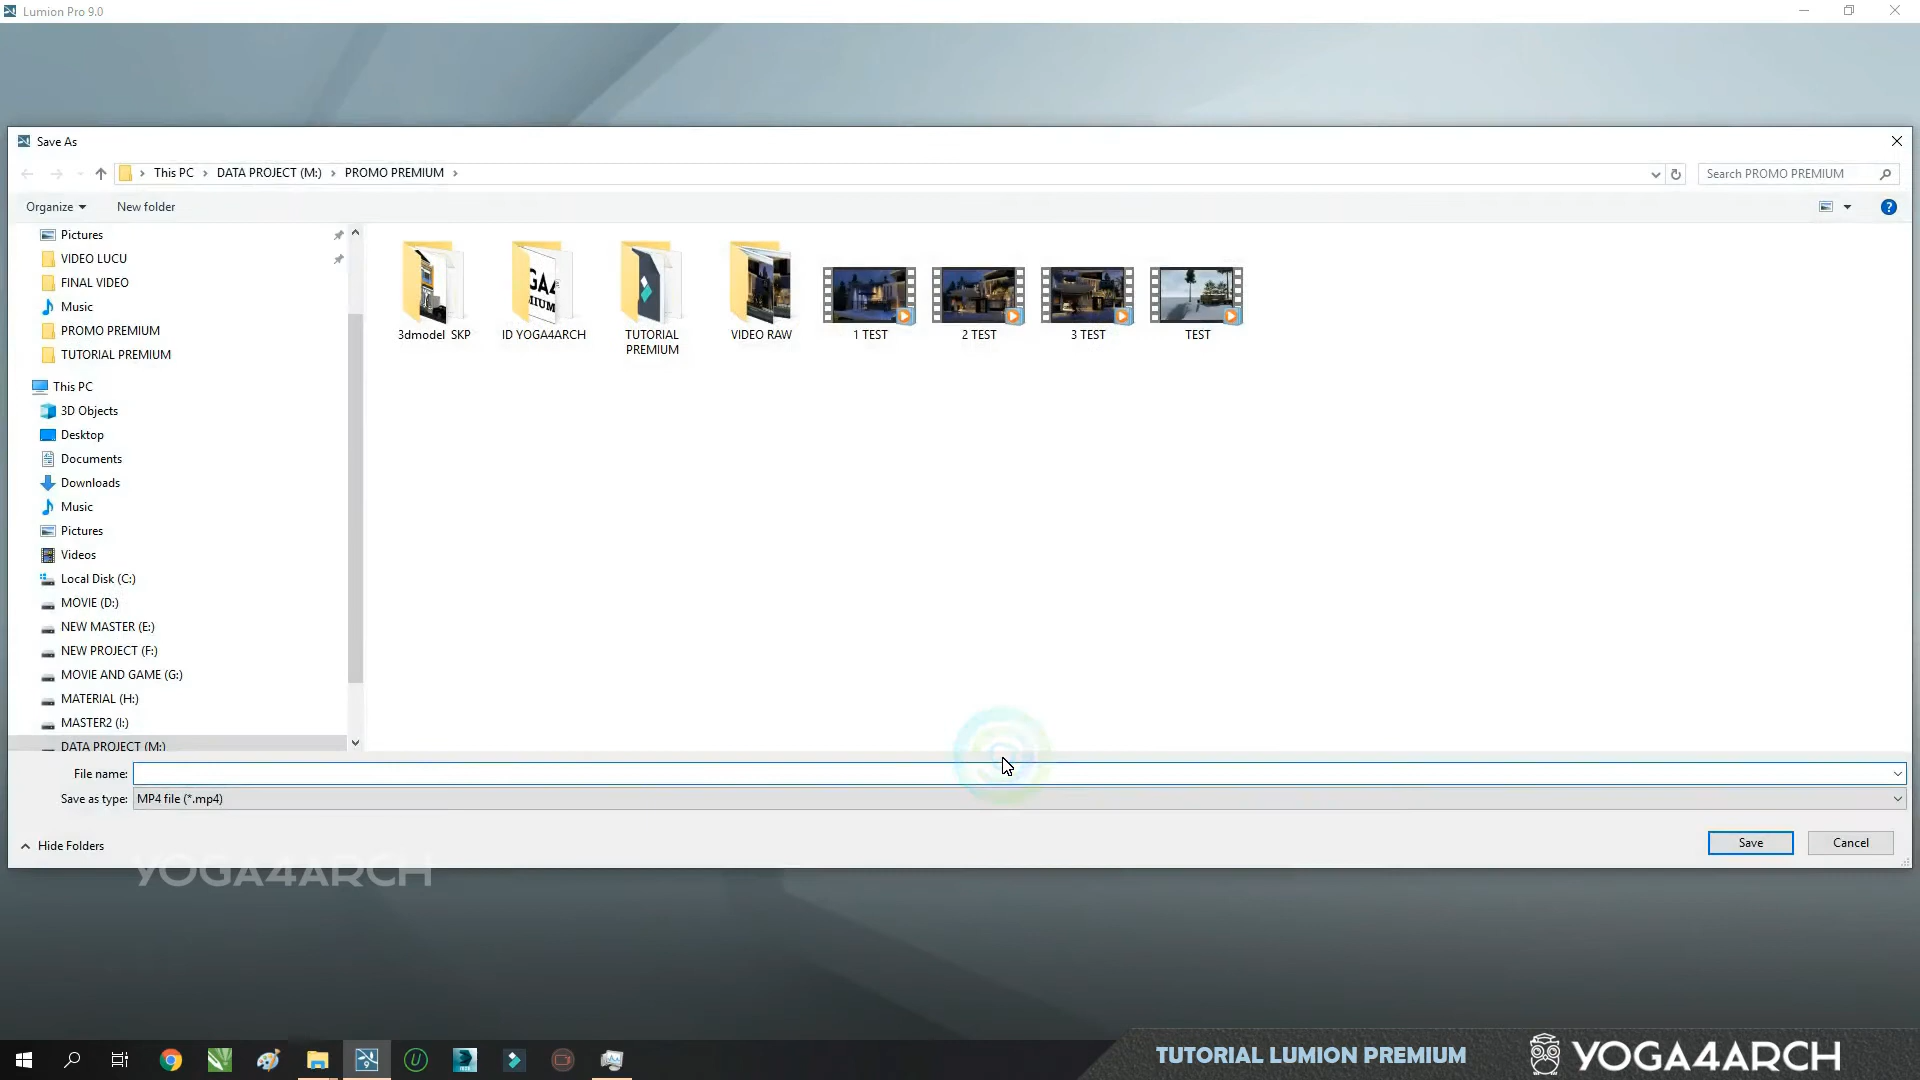 Lumion Pro 9.0
Save As
This PC
DATA PROJECT (M:)
PROMO PREMIUM
Search PROMO PREMIUM
Organize
New folder
Pictures
VIDEO LUCU
FINAL VIDEO
Music
PROMO PREMIUM
TUTORIAL PREMIUM
This PC
3D Objects
Desktop
Documents
Downloads
Music
Pictures
Videos
Local Disk (C:)
MOVIE (D:)
NEW MASTER (E:)
NEW PROJECT (F:)
MOVIE AND GAME (G:)
MATERIAL (H:)
MASTER2 (I:)
DATA PROJECT (M:)
3dmodel SKP
ID YOGA4ARCH
TUTORIAL
PREMIUM
VIDEO RAW
1 TEST
2 TEST
3 TEST
TEST
File name:
Save as type:
MP4 file (*.mp4)
Hide Folders
Save
Cancel
YOGA4ARCH
TUTORIAL LUMION PREMIUM
YOGA4ARCH